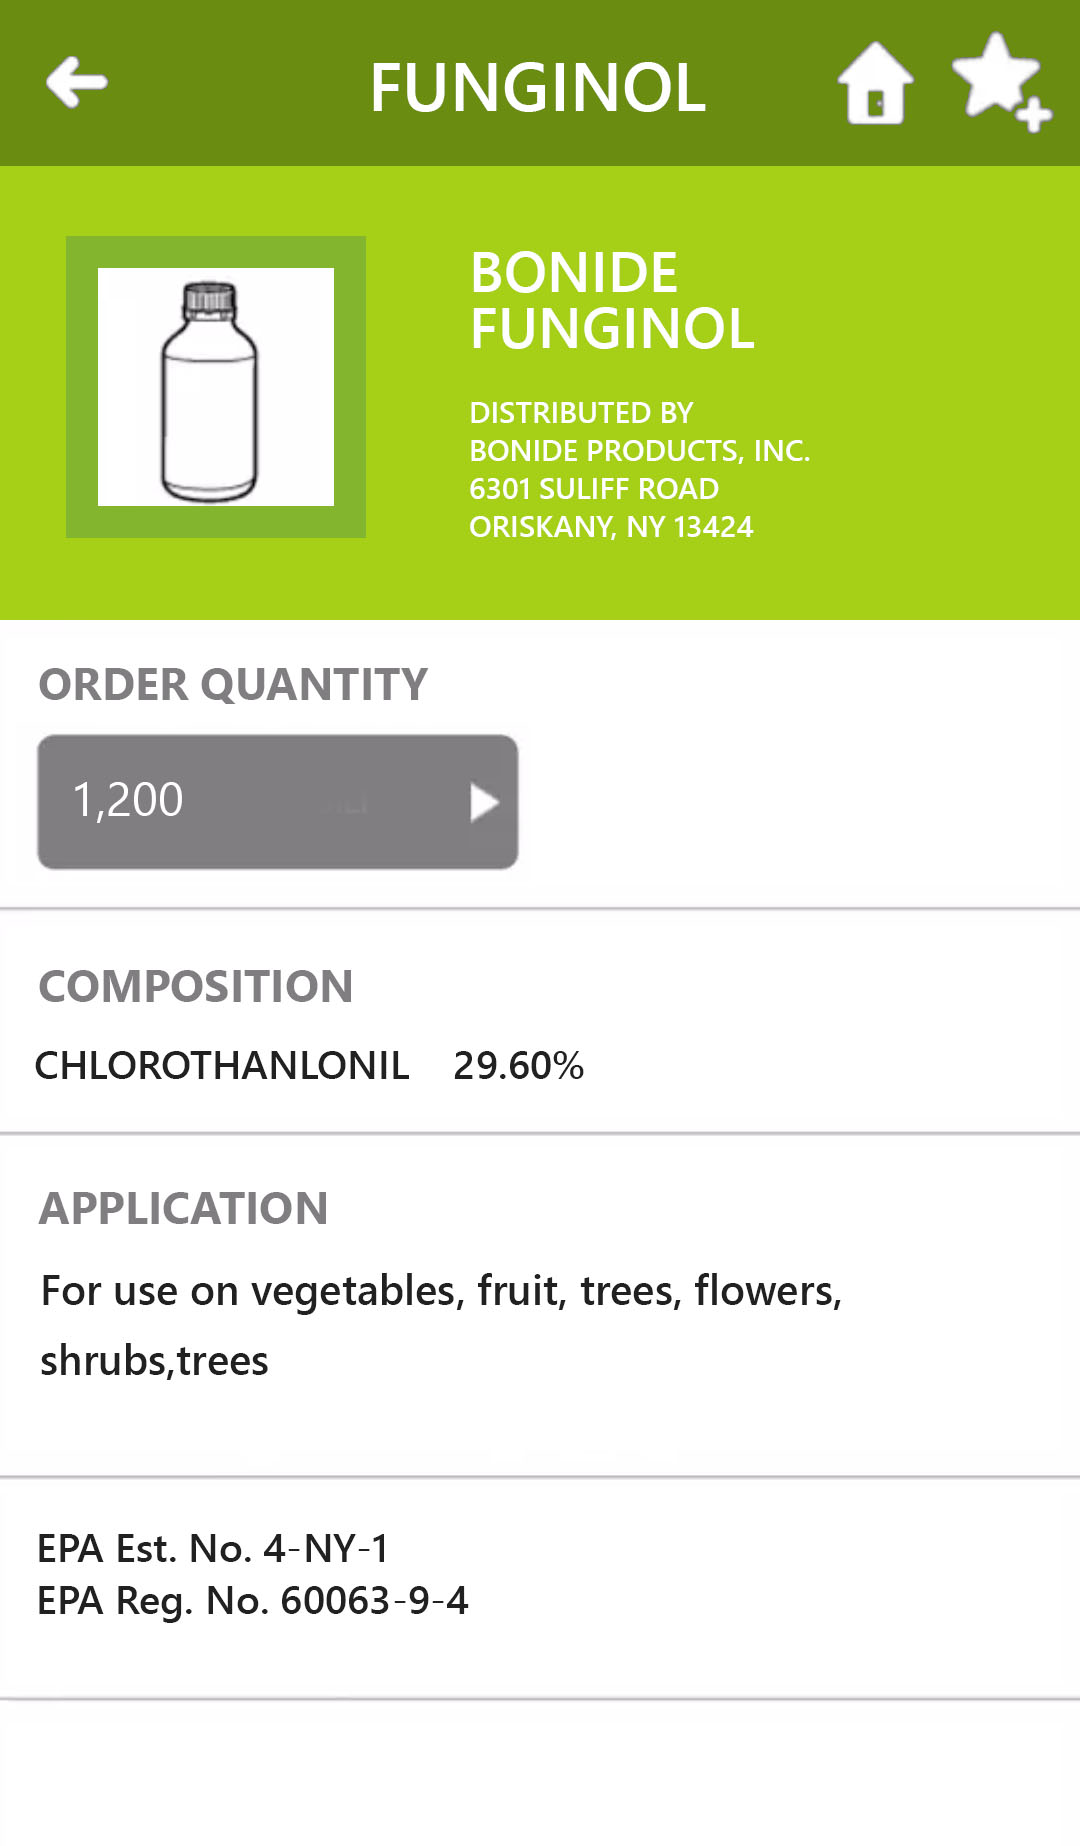 FUNGINOL
BONIDE
FUNGINOL
DISTRIBUTED BY
BONIDE PRODUCTS, INC.
6301 SULIFF ROAD
ORISKANY, NY 13424
ORDER QUANTITY
1,200
COMPOSITION
CHLOROTHANLONIL 29.60%
APPLICATION
For use on vegetables, fruit, trees, flowers,
shrubs,trees
EPA Est. No. 4-NY-1
EPA Reg. No. 60063-9-4